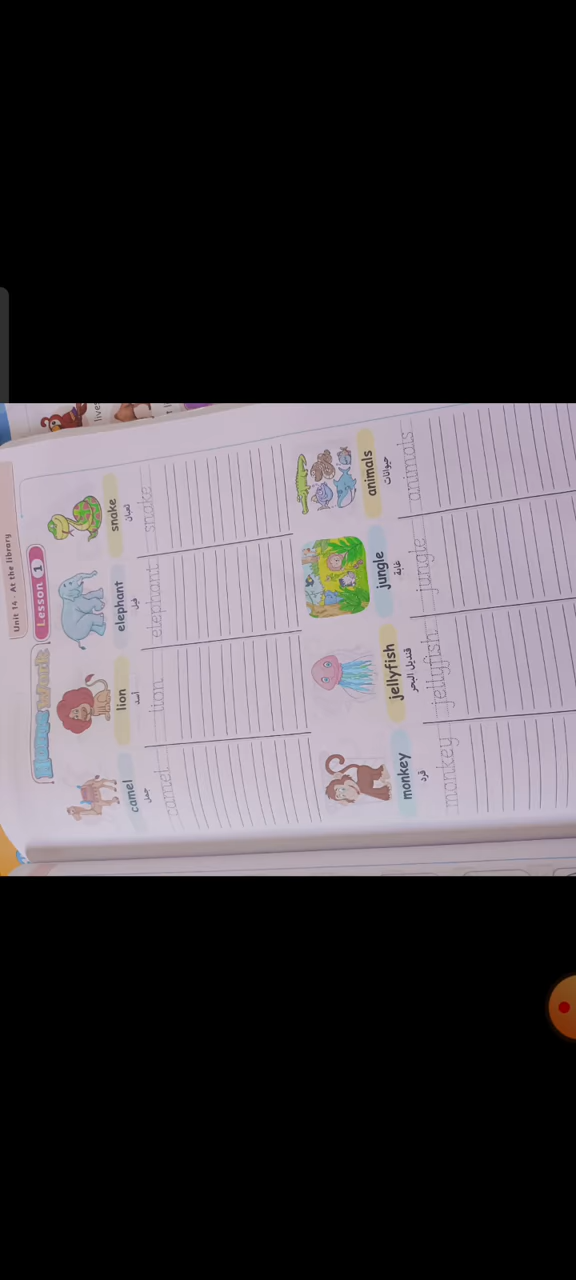 Unit 14 - At the library
Home Work
Lesson 1
camel
lion
elephant
snake
جمل
أسد
فيل
ثعبان
camel
lion
elephant
snake
monkey
jellyfish
jungle
animals
قرد
قنديل البحر
غابة
حيوانات
monkey
jellyfish
jungle
animals
live